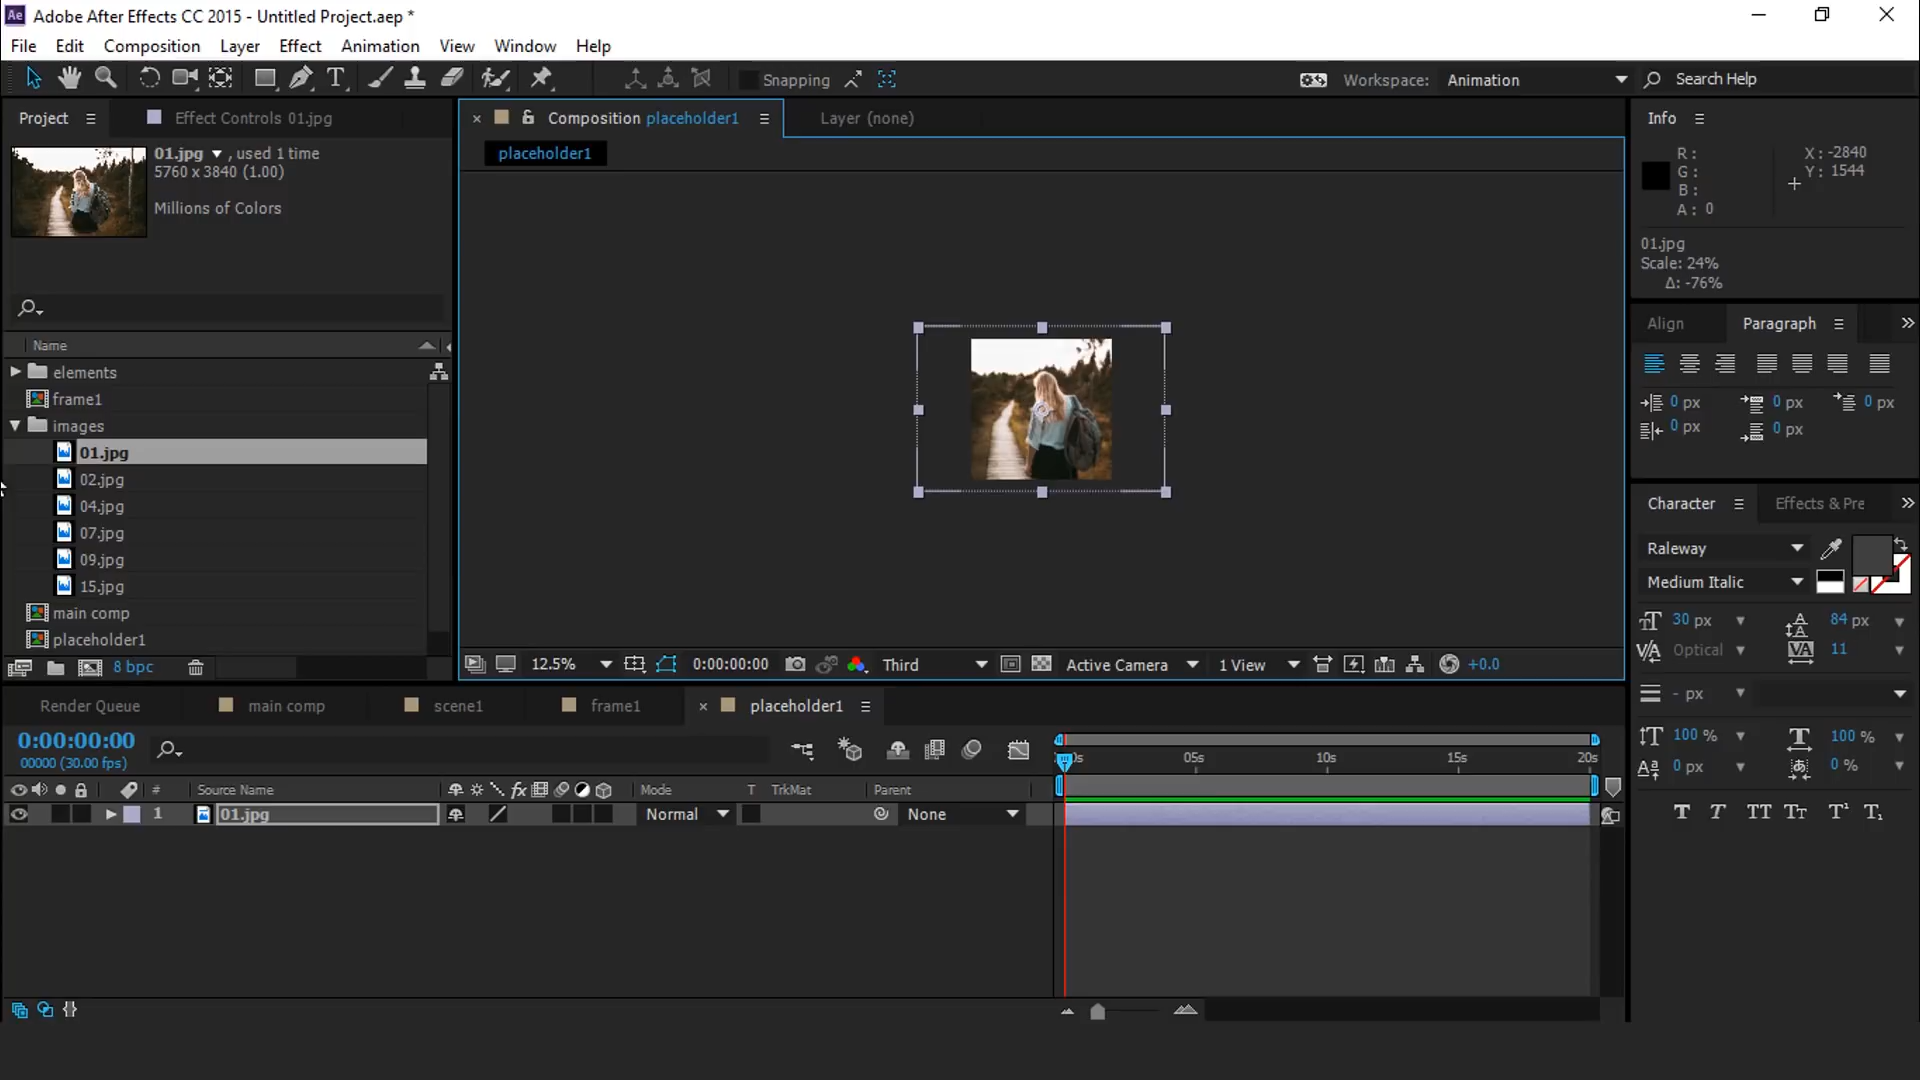 Adobe After Effects CC 2015 - Untitled Project.aep *
File Edit Composition Layer Effect Animation View Window Help
Snapping
Workspace: Animation
Search Help
Project
Effect Controls 01.jpg
01.jpg , used 1 time
5760 x 3840 (1.00)
Millions of Colors
Name
elements
frame1
images
01.jpg
02.jpg
04.jpg
07.jpg
09.jpg
15.jpg
main comp
placeholder1
8 bpc
Composition placeholder1
Layer (none)
placeholder1
12.5% 0:00:00:00 Third Active Camera 1 View +0.0
Info
R:
G:
B:
A: 0
X: -2840
Y: 1544
01.jpg
Scale: 24%
Δ: -76%
Align Paragraph
0 px 0 px 0 px
0 px 0 px
Character Effects & Pre
Raleway
Medium Italic
30 px 84 px
Optical 11
- px
100 % 100 %
0 px 0 %
T T TT Tт T¹ T₁
Render Queue main comp scene1 frame1 placeholder1
0:00:00:00
00000 (30.00 fps)
# Source Name fx Mode T TrkMat Parent
1 01.jpg Normal None
0s 05s 10s 15s 20s